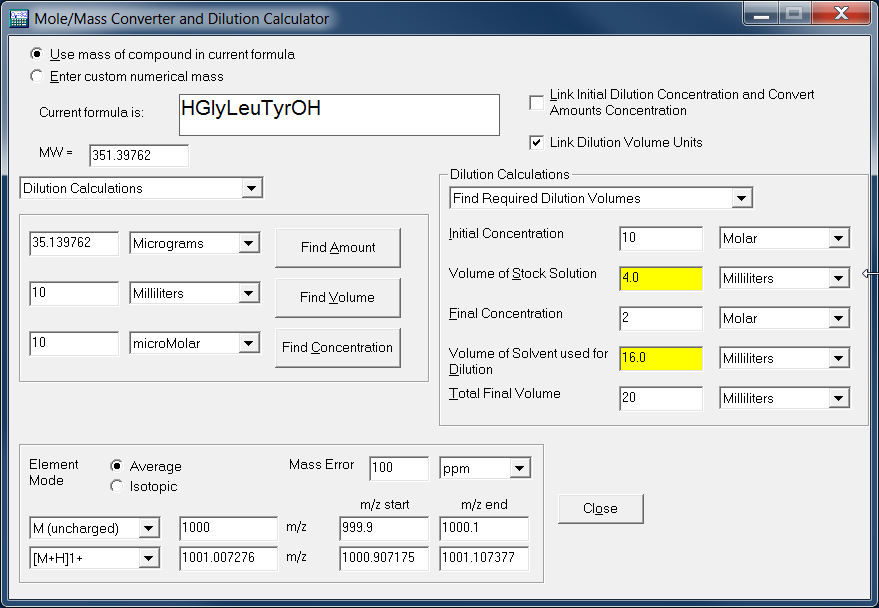 Mole/Mass Converter and Dilution Calculator
Use mass of compound in current formula
Enter custom numerical mass
Current formula is:
HGlyLeuTyrOH
MW =
351.39762
Link Initial Dilution Concentration and Convert
Amounts Concentration
Link Dilution Volume Units
Dilution Calculations
35.139762
Micrograms
Find Amount
10
Milliliters
Find Volume
10
microMolar
Find Concentration
Dilution Calculations
Find Required Dilution Volumes
Initial Concentration
10
Molar
Volume of Stock Solution
4.0
Milliliters
Final Concentration
2
Molar
Volume of Solvent used for
Dilution
16.0
Milliliters
Total Final Volume
20
Milliliters
Element
Mode
Average
Isotopic
Mass Error
100
ppm
m/z start
m/z end
M (uncharged)
1000
m/z
999.9
1000.1
[M+H]1+
1001.007276
m/z
1000.907175
1001.107377
Close